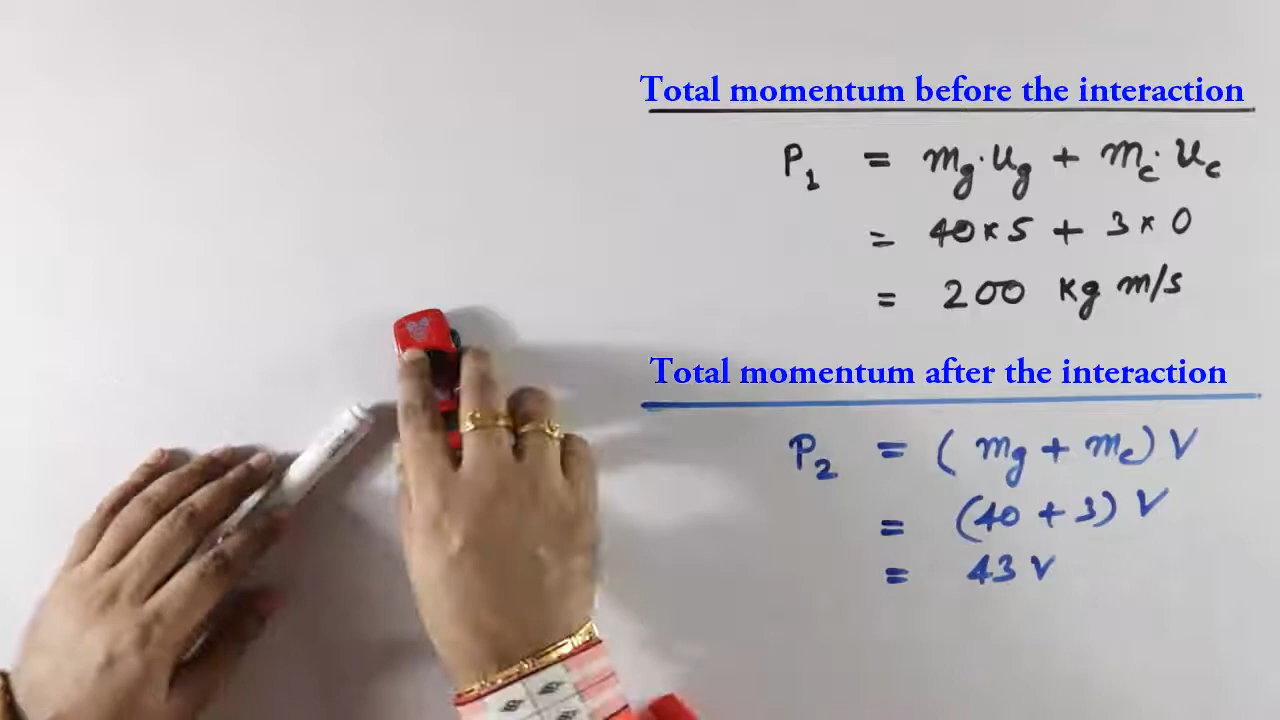 Total momentum before the interaction
P₁ = mg·ug + mc·uc
= 40×5 + 3×0
= 200 kg m/s
Total momentum after the interaction
P₂ = (mg + mc) V
= (40 + 3) V
= 43 V